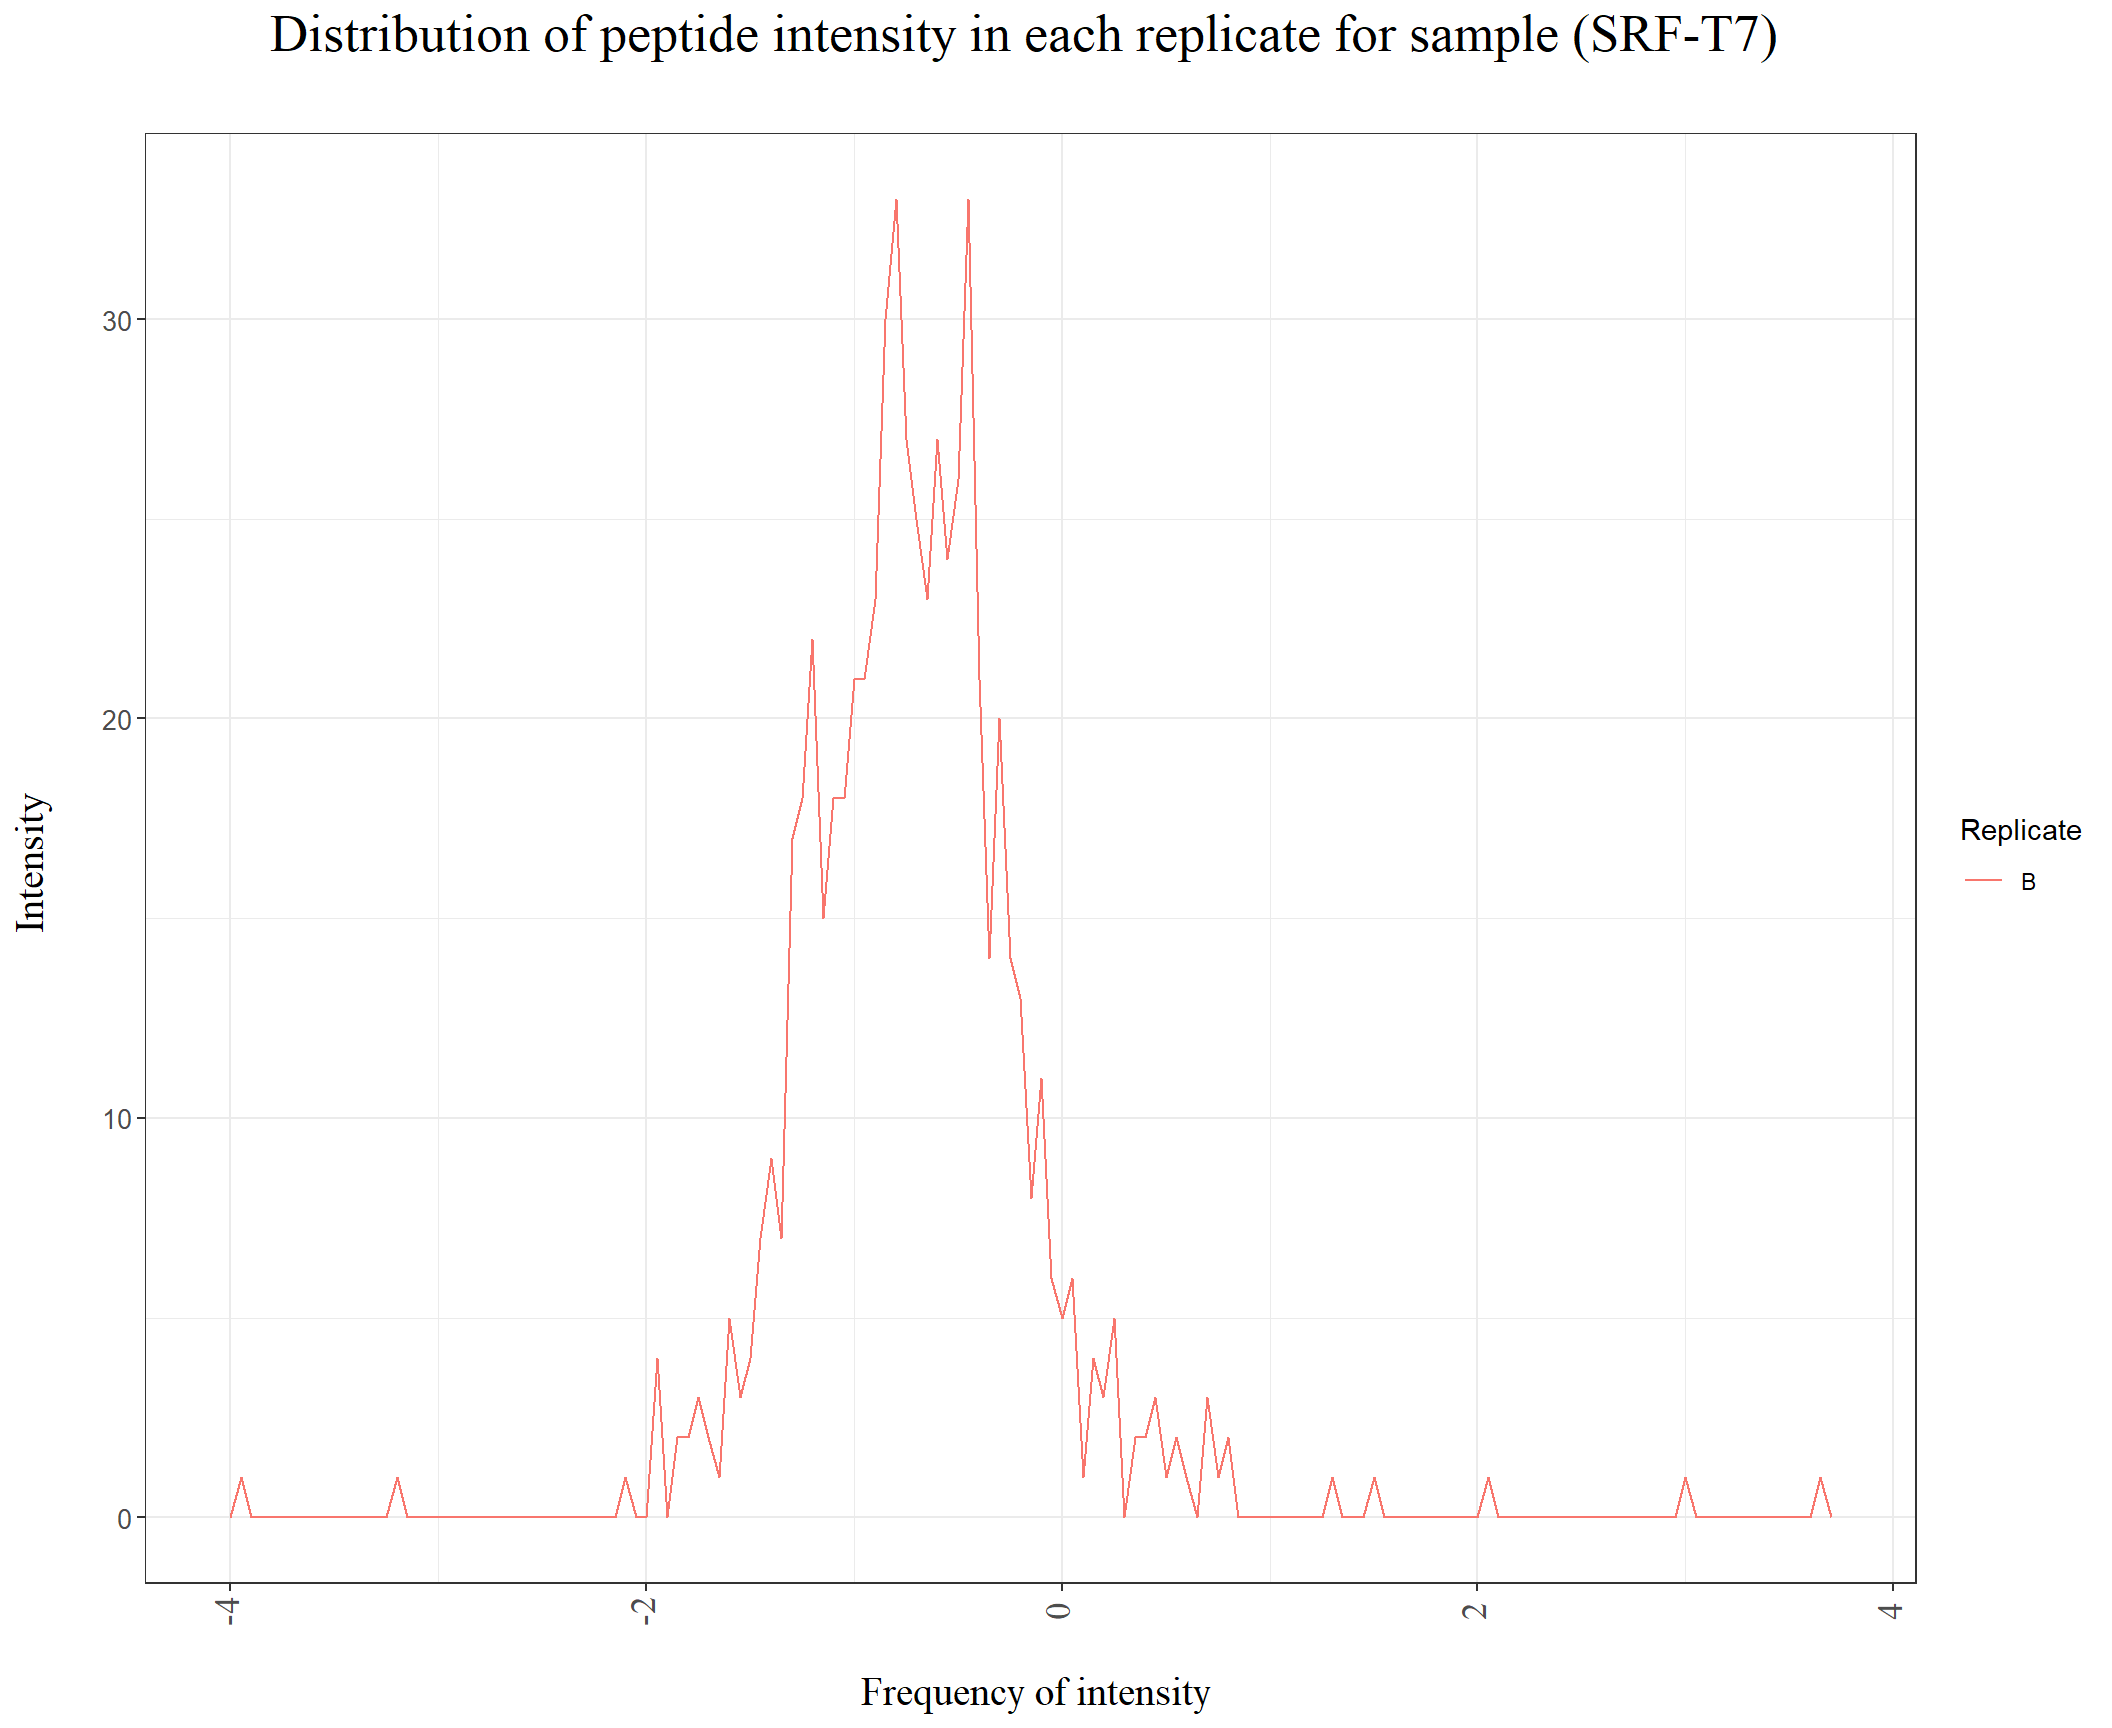 Distribution of peptide intensity in each replicate for sample (SRF-T7)
Intensity
30
20
10
0
-4
-2
0
2
4
Frequency of intensity
Replicate
B